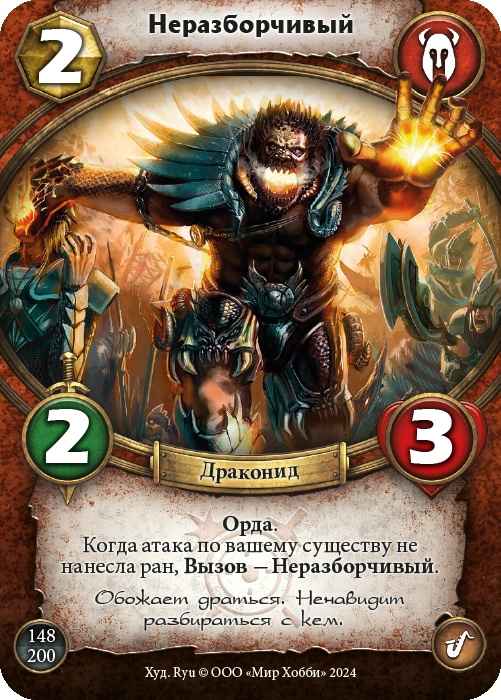 Неразборчивый
2
2
3
Драконид
Орда.
Когда атака по вашему существу не
нанесла ран, Вызов — Неразборчивый.
Обожает драться. Ненавидит
разбираться с кем.
148
200
Худ. Ryu © ООО «Мир Хобби» 2024